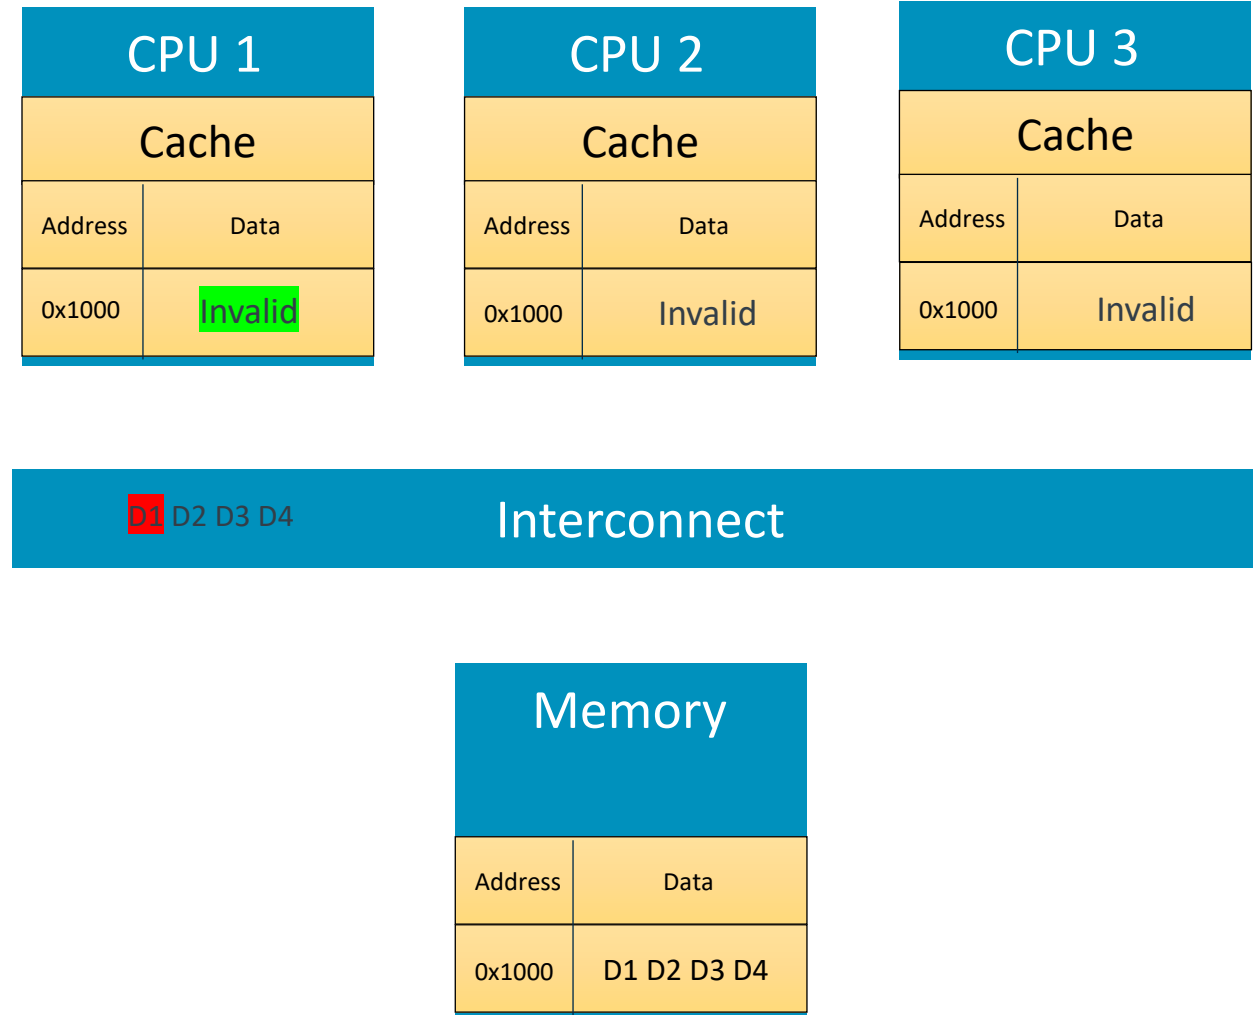 CPU 1
Cache
Address Data
0x1000 Invalid
CPU 2
Cache
Address Data
0x1000 Invalid
CPU 3
Cache
Address Data
0x1000 Invalid
D1 D2 D3 D4
Interconnect
Memory
Address Data
0x1000 D1 D2 D3 D4